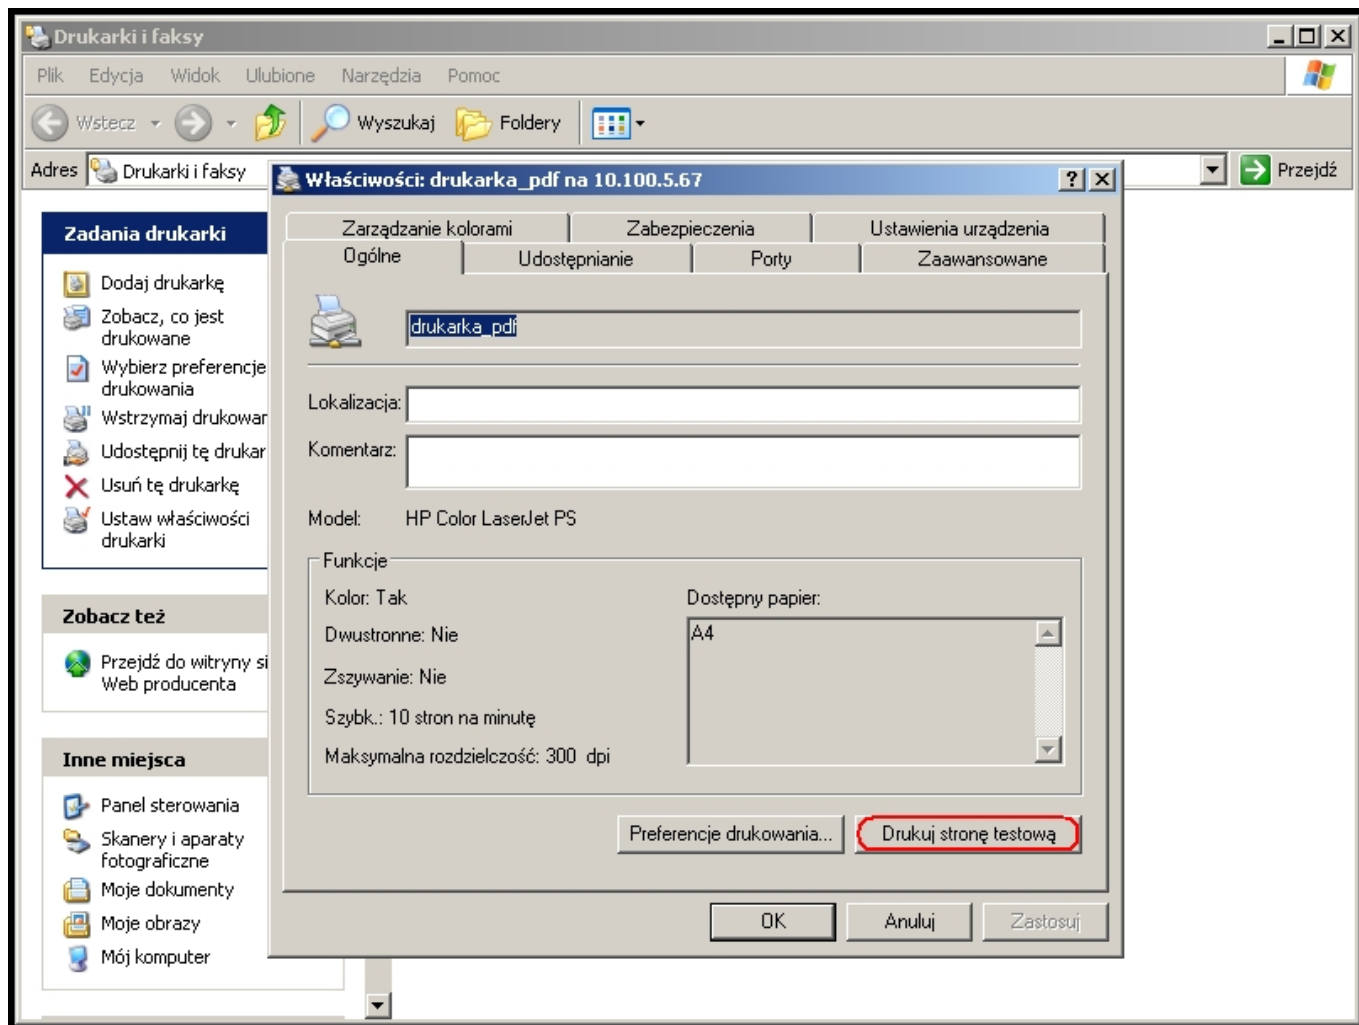 Drukarki i faksy
Plik Edycja Widok Ulubione Narzędzia Pomoc
Wstecz Wyszukaj Foldery
Adres Drukarki i faksy Przejdź
Zadania drukarki
Dodaj drukarkę
Zobacz, co jest
drukowane
Wybierz preferencje
drukowania
Wstrzymaj drukowar
Udostępnij tę drukar
Usuń tę drukarkę
Ustaw właściwości
drukarki
Zobacz też
Przejdź do witryny si
Web producenta
Inne miejsca
Panel sterowania
Skanery i aparaty
fotograficzne
Moje dokumenty
Moje obrazy
Mój komputer
Właściwości: drukarka_pdf na 10.100.5.67
Zarządzanie kolorami Zabezpieczenia Ustawienia urządzenia
Ogólne Udostępnianie Porty Zaawansowane
drukarka_pdf
Lokalizacja:
Komentarz:
Model: HP Color LaserJet PS
Funkcje
Kolor: Tak
Dwustronne: Nie
Zszywanie: Nie
Szybk.: 10 stron na minutę
Maksymalna rozdzielczość: 300 dpi
Dostępny papier:
A4
Preferencje drukowania... Drukuj stronę testową
OK Anuluj Zastosuj